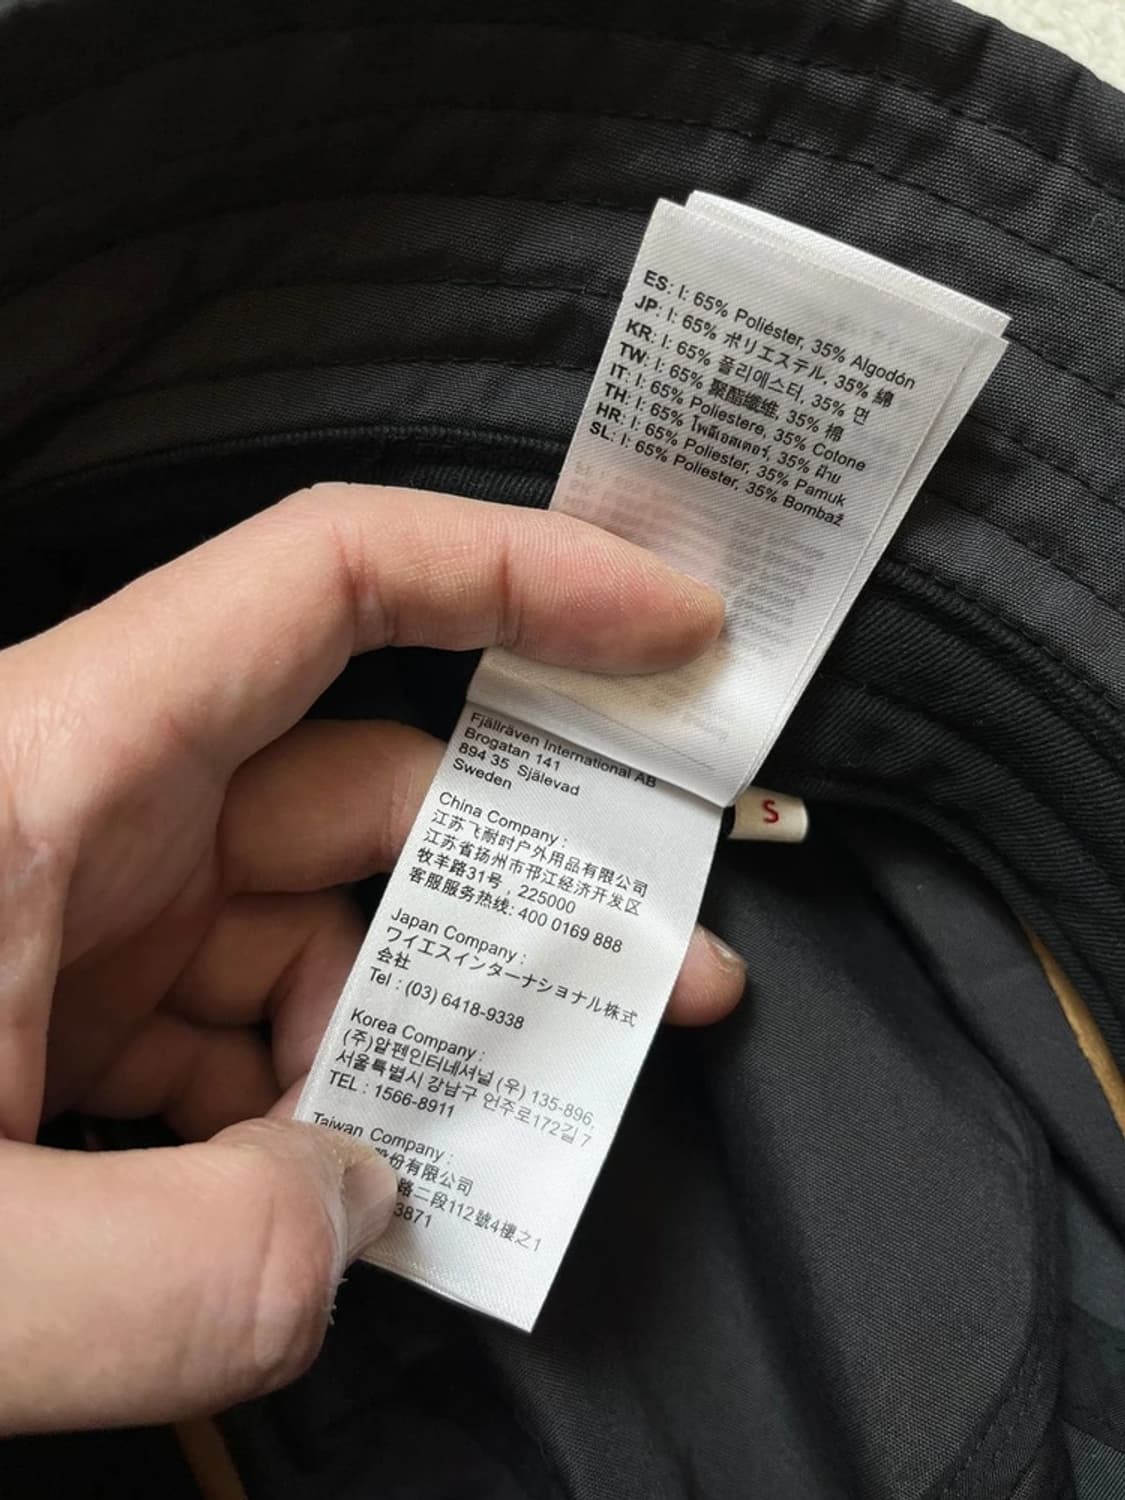 ES: I: 65% Poliéster, 35% Algodón
JP: I: 65% ポリエステル, 35% 綿
KR: I: 65% 폴리에스터, 35% 면
TW: I: 65% 聚酯纖維, 35% 棉
IT: I: 65% Poliestere, 35% Cotone
TH: I: 65% โพลีเอสเตอร์, 35% ฝ้าย
HR: I: 65% Poliester, 35% Pamuk
SL: I: 65% Poliester, 35% Bombaž
Fjällräven International AB
Brogatan 141
894 35 Själevad
Sweden
China Company :
江苏飞耐时户外用品有限公司
江苏省扬州市邗江经济开发区
牧羊路31号 , 225000
客服服务热线: 400 0169 888
Japan Company :
ワイエスインターナショナル株式
会社
Tel : (03) 6418-9338
Korea Company :
(주)알펜인터네셔널 (우) 135-896,
서울특별시 강남구 언주로172길 7
TEL : 1566-8911
Taiwan Company :
股份有限公司
路二段112號4樓之1
3871
S